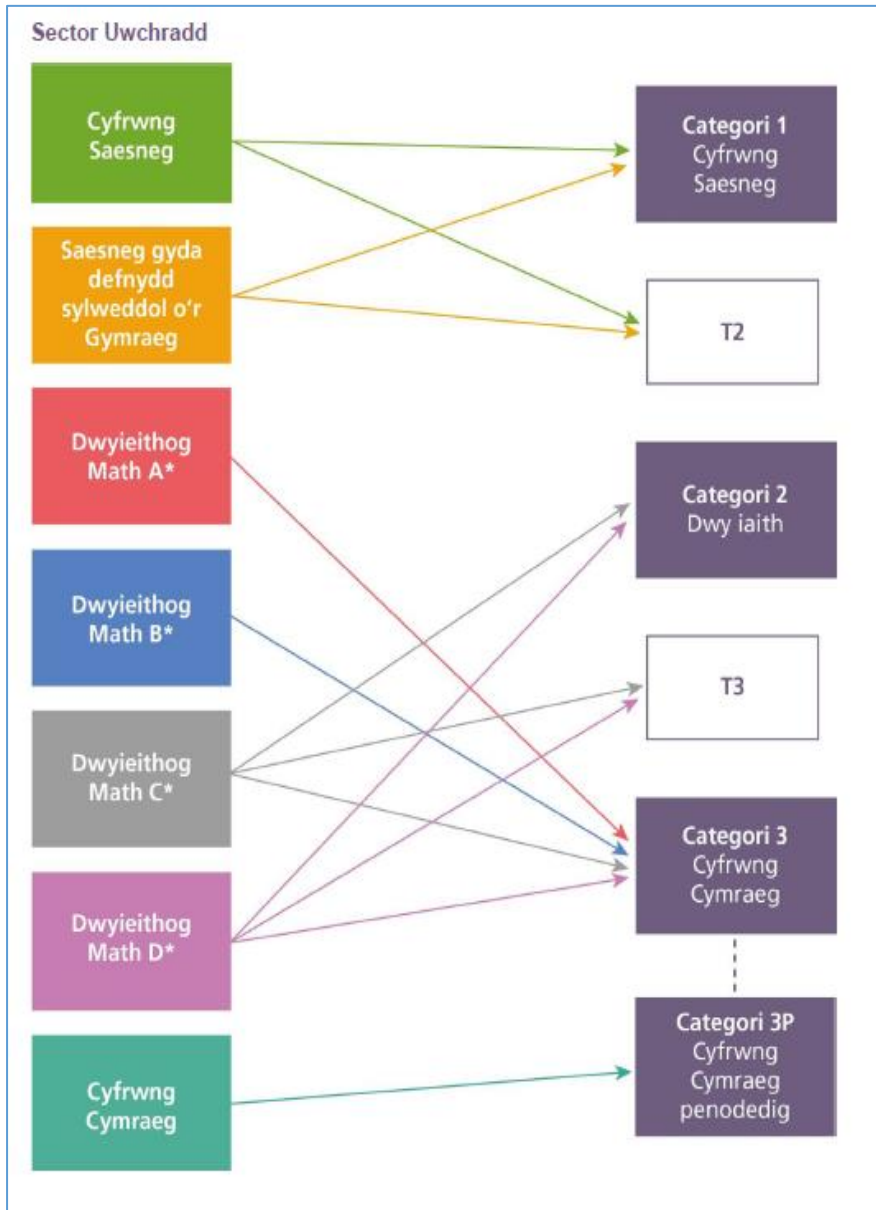 Sector Uwchradd
Cyfrwng
Saesneg
Saesneg gyda
defnydd
sylweddol o'r
Gymraeg
Dwyieithog
Math A*
Dwyieithog
Math B*
Dwyieithog
Math C*
Dwyieithog
Math D*
Cyfrwng
Cymraeg
Categori 1
Cyfrwng
Saesneg
T2
Categori 2
Dwy iaith
T3
Categori 3
Cyfrwng
Cymraeg
Categori 3P
Cyfrwng
Cymraeg
penodedig